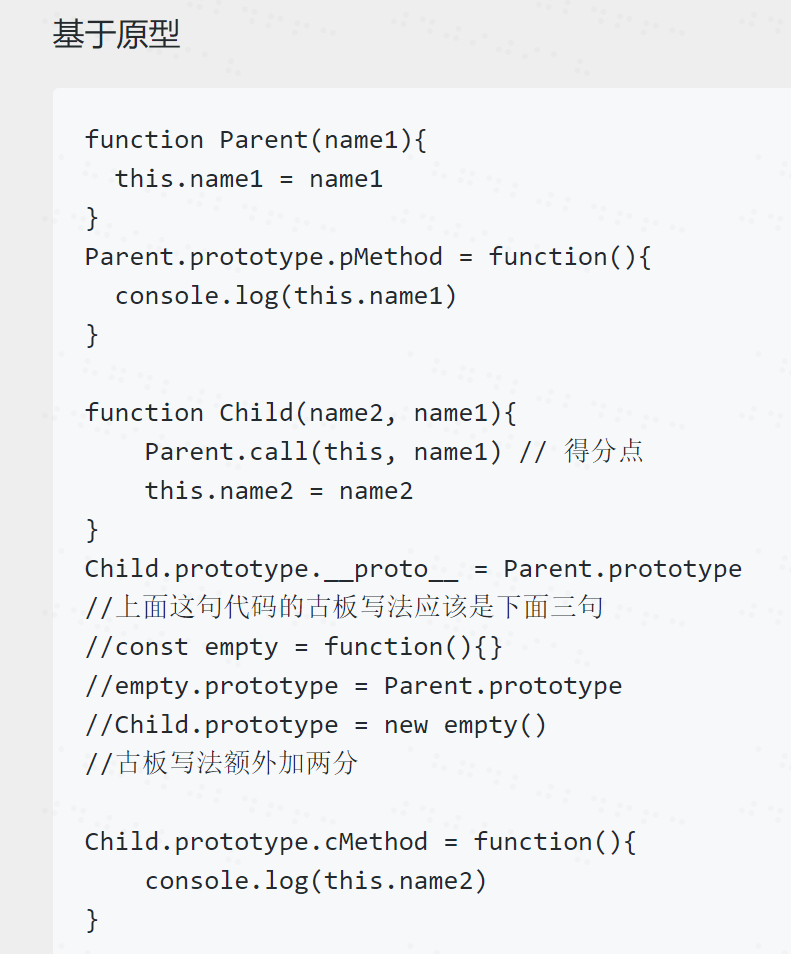 基于原型
function Parent(name1){
  this.name1 = name1
}
Parent.prototype.pMethod = function(){
  console.log(this.name1)
}
function Child(name2, name1){
    Parent.call(this, name1) // 得分点
    this.name2 = name2
}
Child.prototype.__proto__ = Parent.prototype
//上面这句代码的古板写法应该是下面三句
//const empty = function(){}
//empty.prototype = Parent.prototype
//Child.prototype = new empty()
//古板写法额外加两分
Child.prototype.cMethod = function(){
    console.log(this.name2)
}